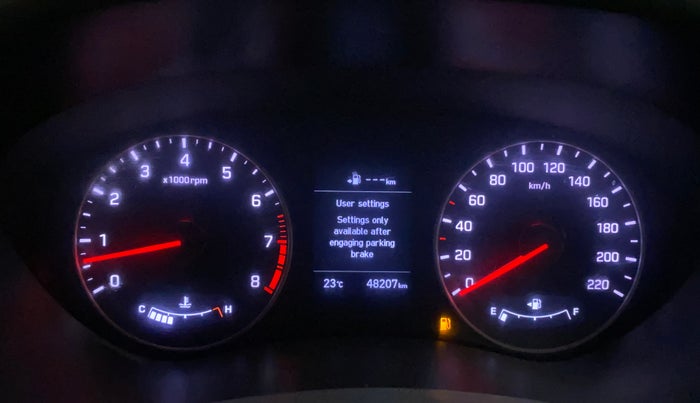 0 1 2 3 4 5 6 7 8
x1000rpm
C H
---km
User settings
Settings only
available after
engaging parking
brake
23°C 48207km
0 20 40 60 80 100 120 140 160 180 200 220
km/h
E F